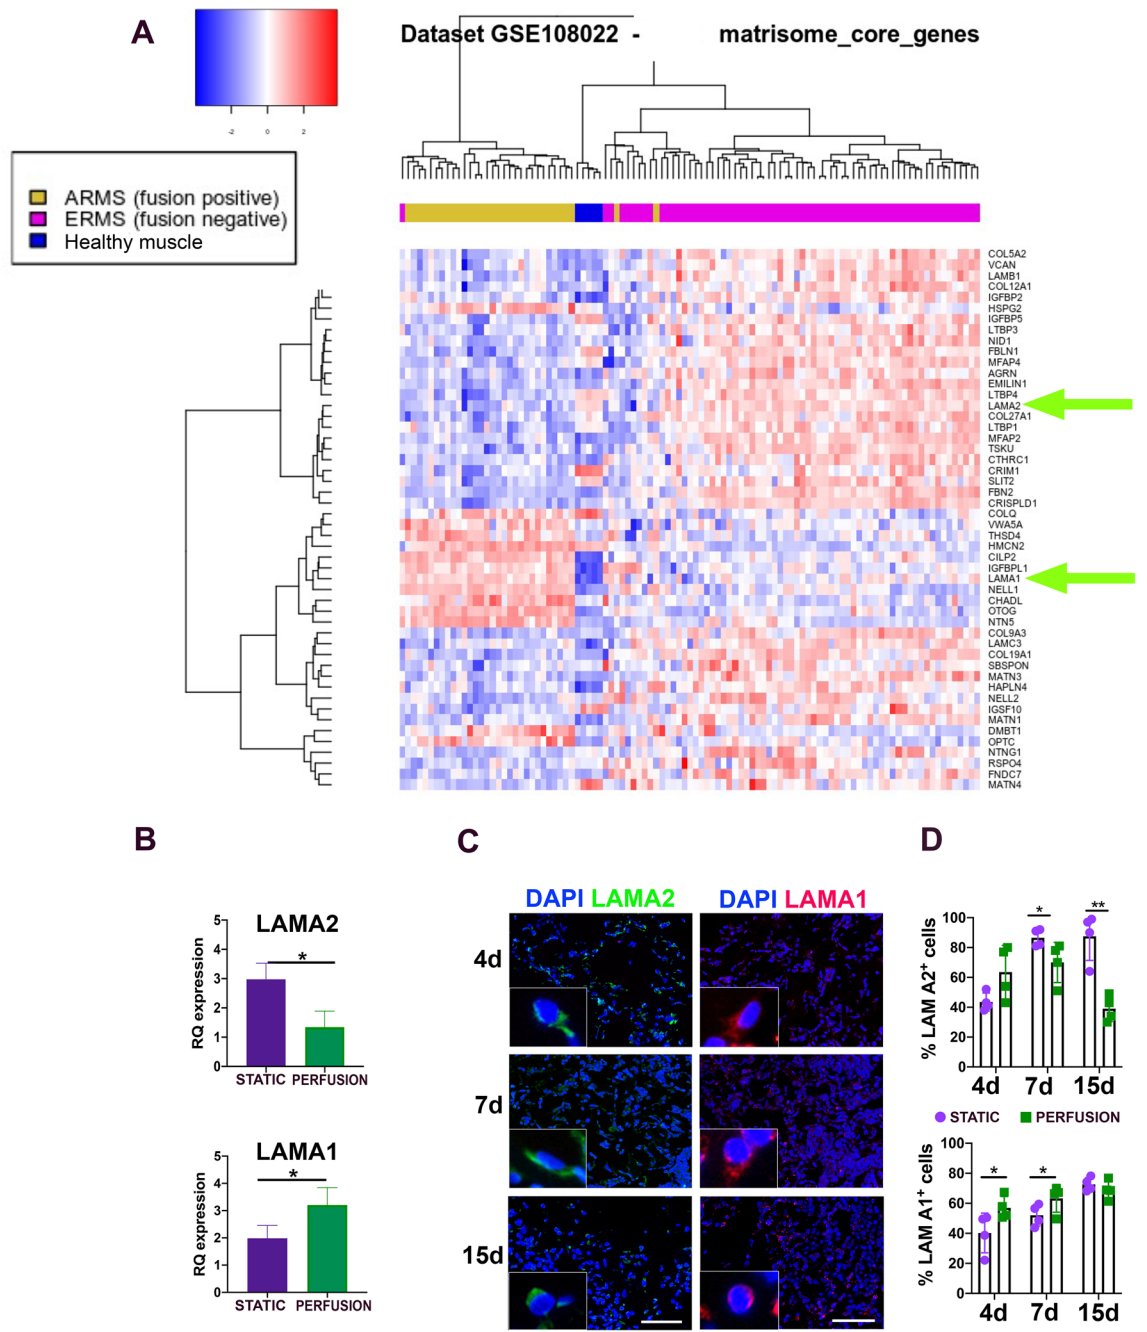 A
Dataset GSE108022 - matrisome_core_genes
-2 0 2
ARMS (fusion positive)
ERMS (fusion negative)
Healthy muscle
COL5A2
VCAN
LAMB1
COL12A1
IGFBP2
HSPG2
IGFBP5
LTBP3
NID1
FBLN1
MFAP4
AGRN
EMILIN1
LTBP4
LAMA2
COL27A1
LTBP1
MFAP2
TSKU
CTHRC1
CRIM1
SLIT2
FBN2
CRISPLD1
COLQ
VWA5A
THSD4
HMCN2
CILP2
IGFBPL1
LAMA1
NELL1
CHADL
OTOG
NTN5
COL9A3
LAMC3
COL19A1
SBSPON
MATN3
HAPLN4
NELL2
IGSF10
MATN1
DMBT1
OPTC
NTNG1
RSPO4
FNDC7
MATN4
B
LAMA2
RQ expression
5
4
3
2
1
0
*
STATIC PERFUSION
LAMA1
RQ expression
5
4
3
2
1
0
*
STATIC PERFUSION
C
DAPI LAMA2 DAPI LAMA1
4d
7d
15d
D
% LAM A2+ cells
100
80
60
40
20
0
* **
4d 7d 15d
STATIC PERFUSION
% LAM A1+ cells
100
80
60
40
20
0
* *
4d 7d 15d